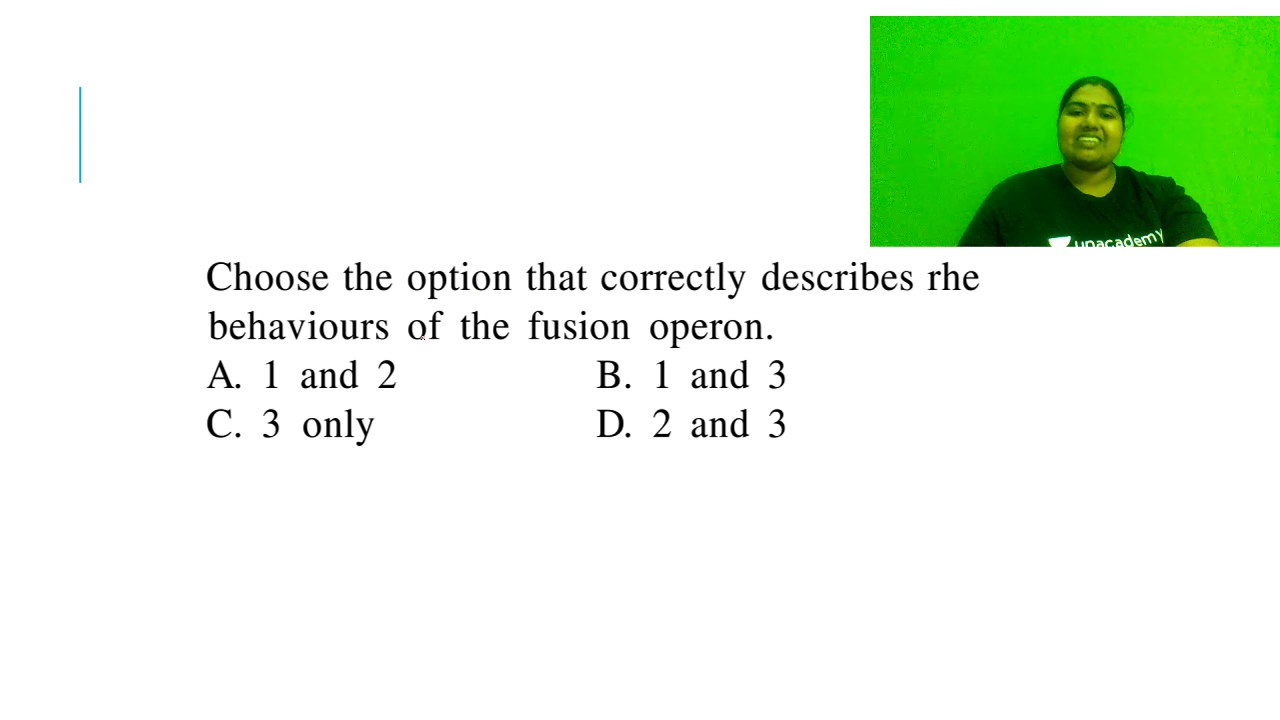 unacademy
Choose the option that correctly describes rhe
behaviours of the fusion operon.
A. 1 and 2 B. 1 and 3
C. 3 only D. 2 and 3